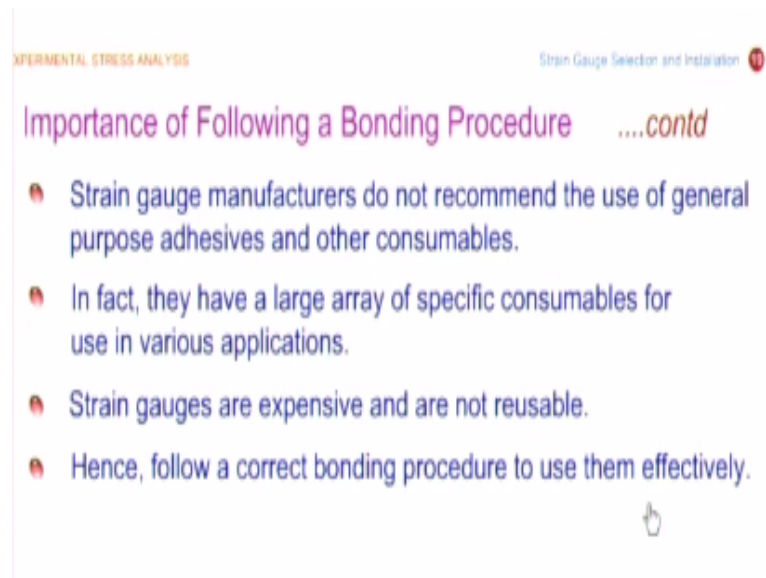 XPERIMENTAL STRESS ANALYSIS
Strain Gauge Selection and Installation
Importance of Following a Bonding Procedure ....contd
Strain gauge manufacturers do not recommend the use of general
purpose adhesives and other consumables.
In fact, they have a large array of specific consumables for
use in various applications.
Strain gauges are expensive and are not reusable.
Hence, follow a correct bonding procedure to use them effectively.